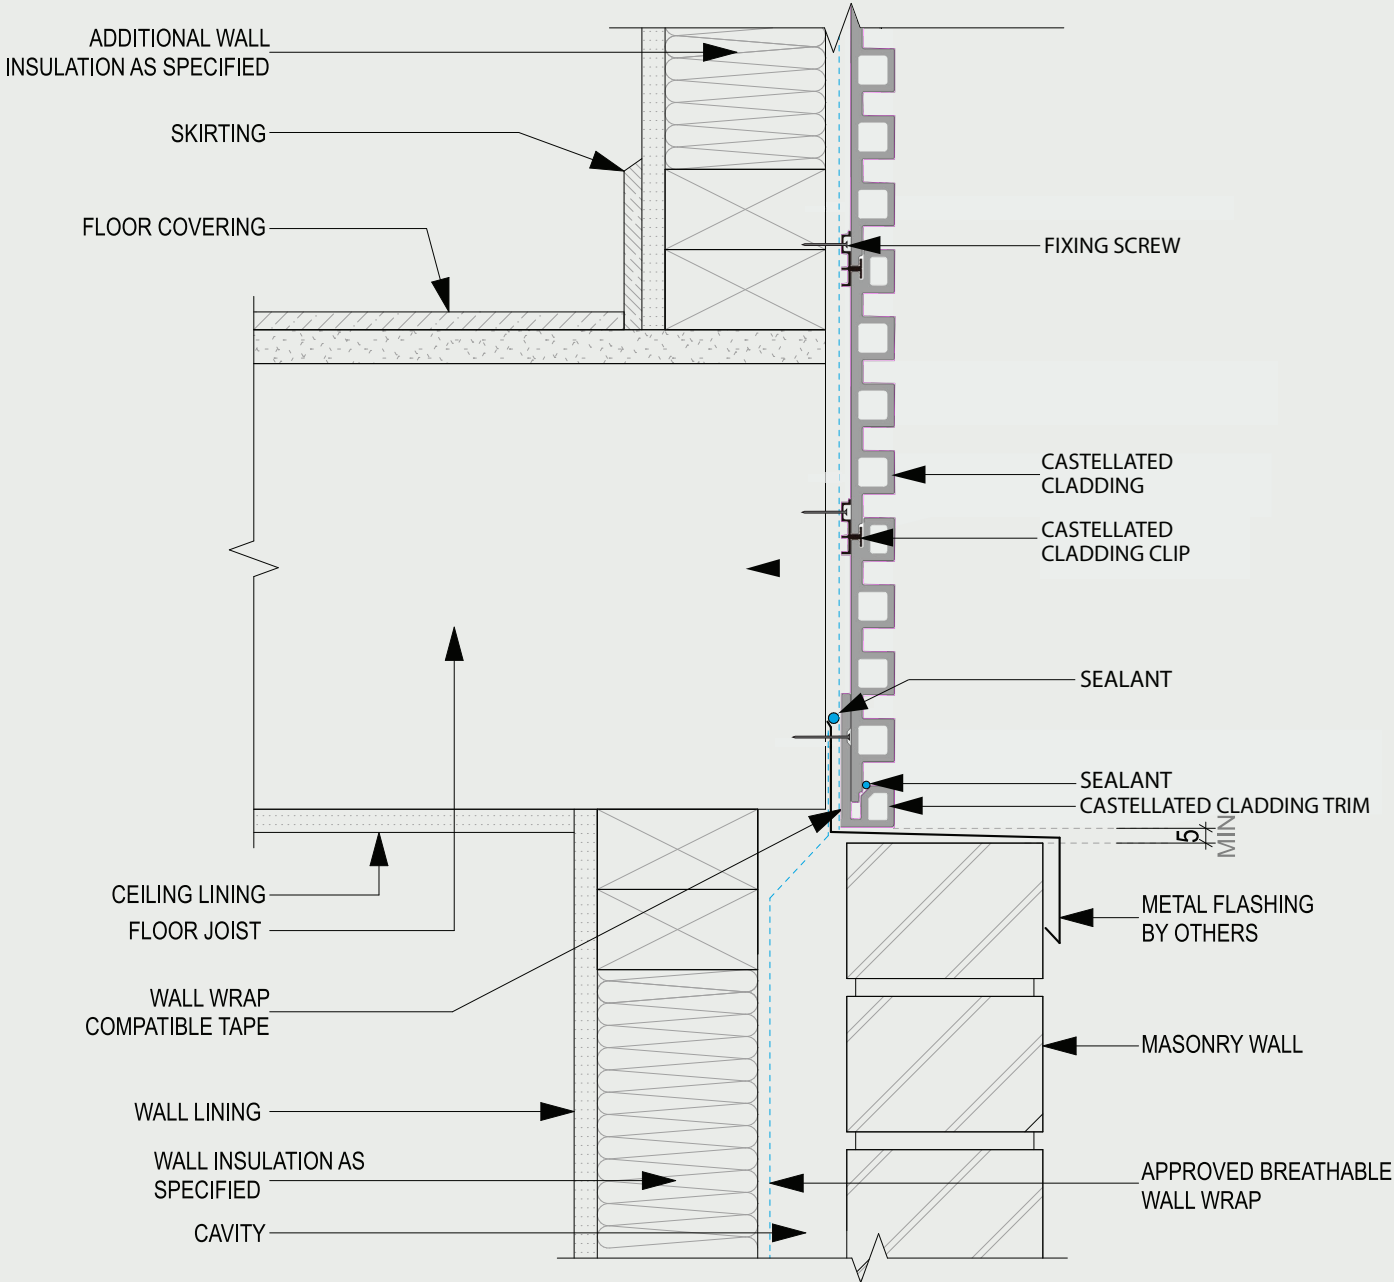 ADDITIONAL WALL
INSULATION AS SPECIFIED
SKIRTING
FLOOR COVERING
FIXING SCREW
CASTELLATED
CLADDING
CASTELLATED
CLADDING CLIP
SEALANT
SEALANT
CASTELLATED CLADDING TRIM
5
MIN
CEILING LINING
FLOOR JOIST
METAL FLASHING
BY OTHERS
WALL WRAP
COMPATIBLE TAPE
MASONRY WALL
WALL LINING
WALL INSULATION AS
SPECIFIED
APPROVED BREATHABLE
WALL WRAP
CAVITY